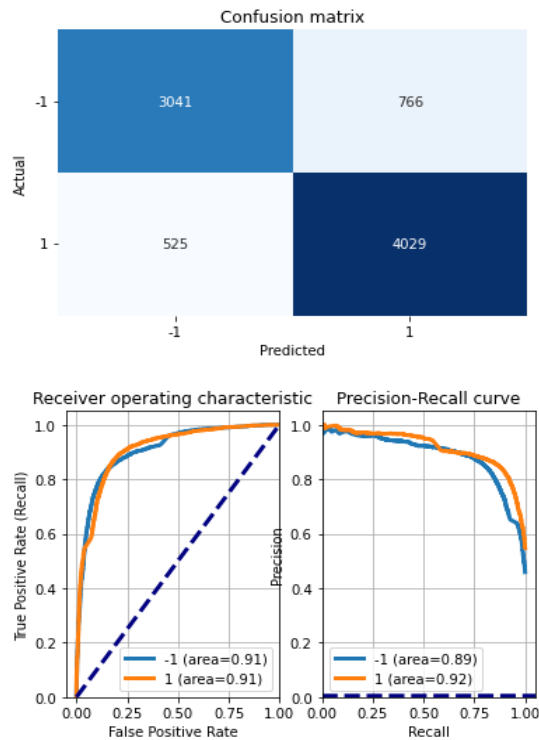 Confusion matrix
-1
3041
766
Actual
1
525
4029
-1
1
Predicted
Receiver operating characteristic
True Positive Rate (Recall)
1.0
0.8
0.6
0.4
0.2
0.0
-1 (area=0.91)
1 (area=0.91)
0.00
0.25
0.50
0.75
1.00
False Positive Rate
Precision-Recall curve
Precision
1.0
0.8
0.6
0.4
0.2
0.0
-1 (area=0.89)
1 (area=0.92)
0.00
0.25
0.50
0.75
1.00
Recall